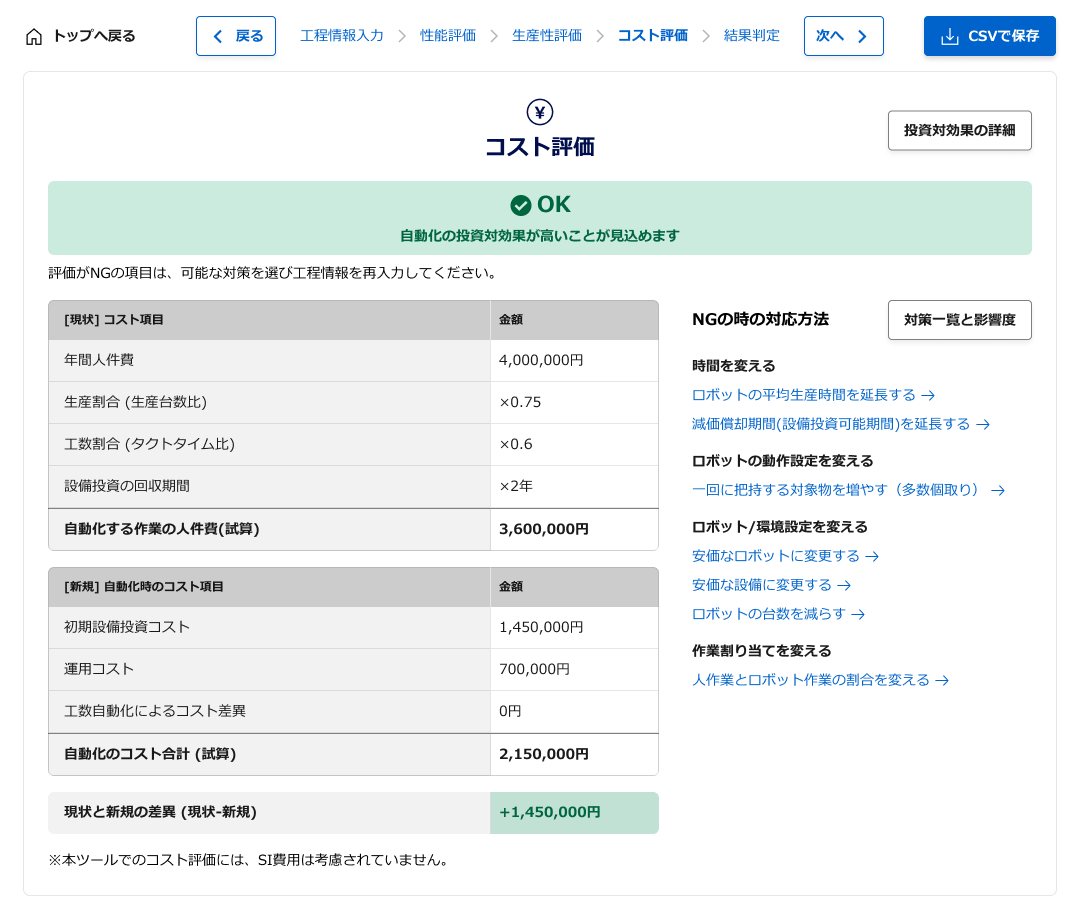 トップへ戻る
戻る
工程情報入力
性能評価
生産性評価
コスト評価
結果判定
次へ
CSVで保存
¥
コスト評価
投資対効果の詳細
OK
自動化の投資対効果が高いことが見込めます
評価がNGの項目は、可能な対策を選び工程情報を再入力してください。
[現状] コスト項目 金額
年間人件費 4,000,000円
生産割合 (生産台数比) ×0.75
工数割合 (タクトタイム比) ×0.6
設備投資の回収期間 ×2年
自動化する作業の人件費(試算) 3,600,000円
[新規] 自動化時のコスト項目 金額
初期設備投資コスト 1,450,000円
運用コスト 700,000円
工数自動化によるコスト差異 0円
自動化のコスト合計 (試算) 2,150,000円
現状と新規の差異 (現状-新規) +1,450,000円
※本ツールでのコスト評価には、SI費用は考慮されていません。
NGの時の対応方法
対策一覧と影響度
時間を変える
ロボットの平均生産時間を延長する →
減価償却期間(設備投資可能期間)を延長する →
ロボットの動作設定を変える
一回に把持する対象物を増やす（多数個取り） →
ロボット/環境設定を変える
安価なロボットに変更する →
安価な設備に変更する →
ロボットの台数を減らす →
作業割り当てを変える
人作業とロボット作業の割合を変える →